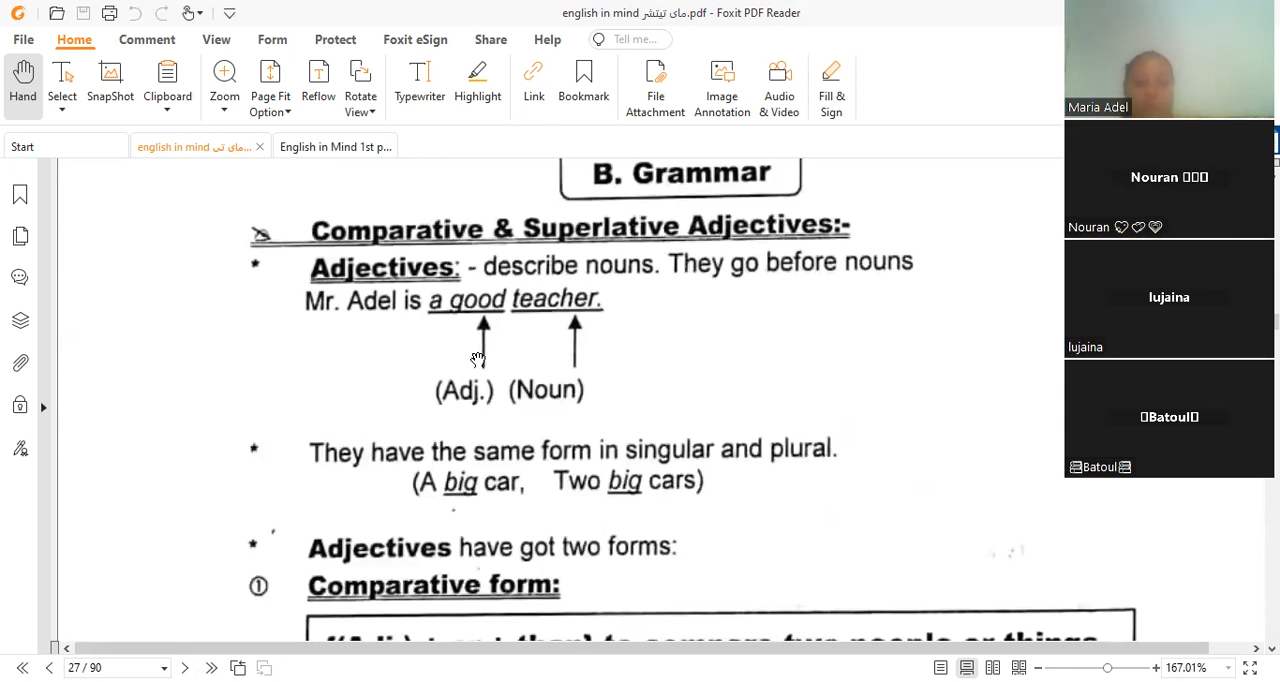 english in mind مای تیتشر.pdf - Foxit PDF Reader
File Home Comment View Form Protect Foxit eSign Share Help Tell me...
Hand Select SnapShot Clipboard Zoom Page Fit Option Reflow Rotate View Typewriter Highlight Link Bookmark File Attachment Image Annotation Audio & Video Fill & Sign
Start english in mind مای تی... English in Mind 1st p...
B. Grammar
Comparative & Superlative Adjectives:-
* Adjectives: - describe nouns. They go before nouns
Mr. Adel is a good teacher.
(Adj.) (Noun)
* They have the same form in singular and plural.
(A big car, Two big cars)
* Adjectives have got two forms:
① Comparative form:
27 / 90
167.01%
Maria Adel
Nouran
Nouran
lujaina
lujaina
Batoul
Batoul